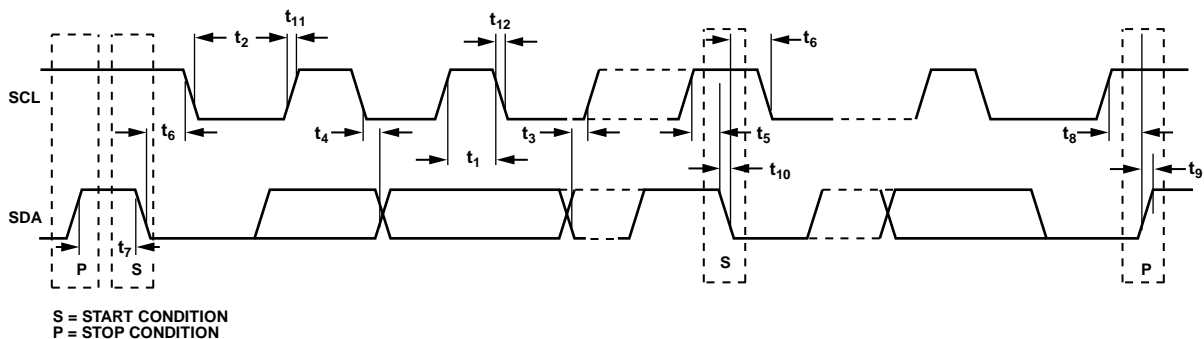 t11
t12
t2
t6
SCL
t6
t4
t3
t5
t8
t1
t10
t9
SDA
t7
P
S
S
P
S = START CONDITION
P = STOP CONDITION